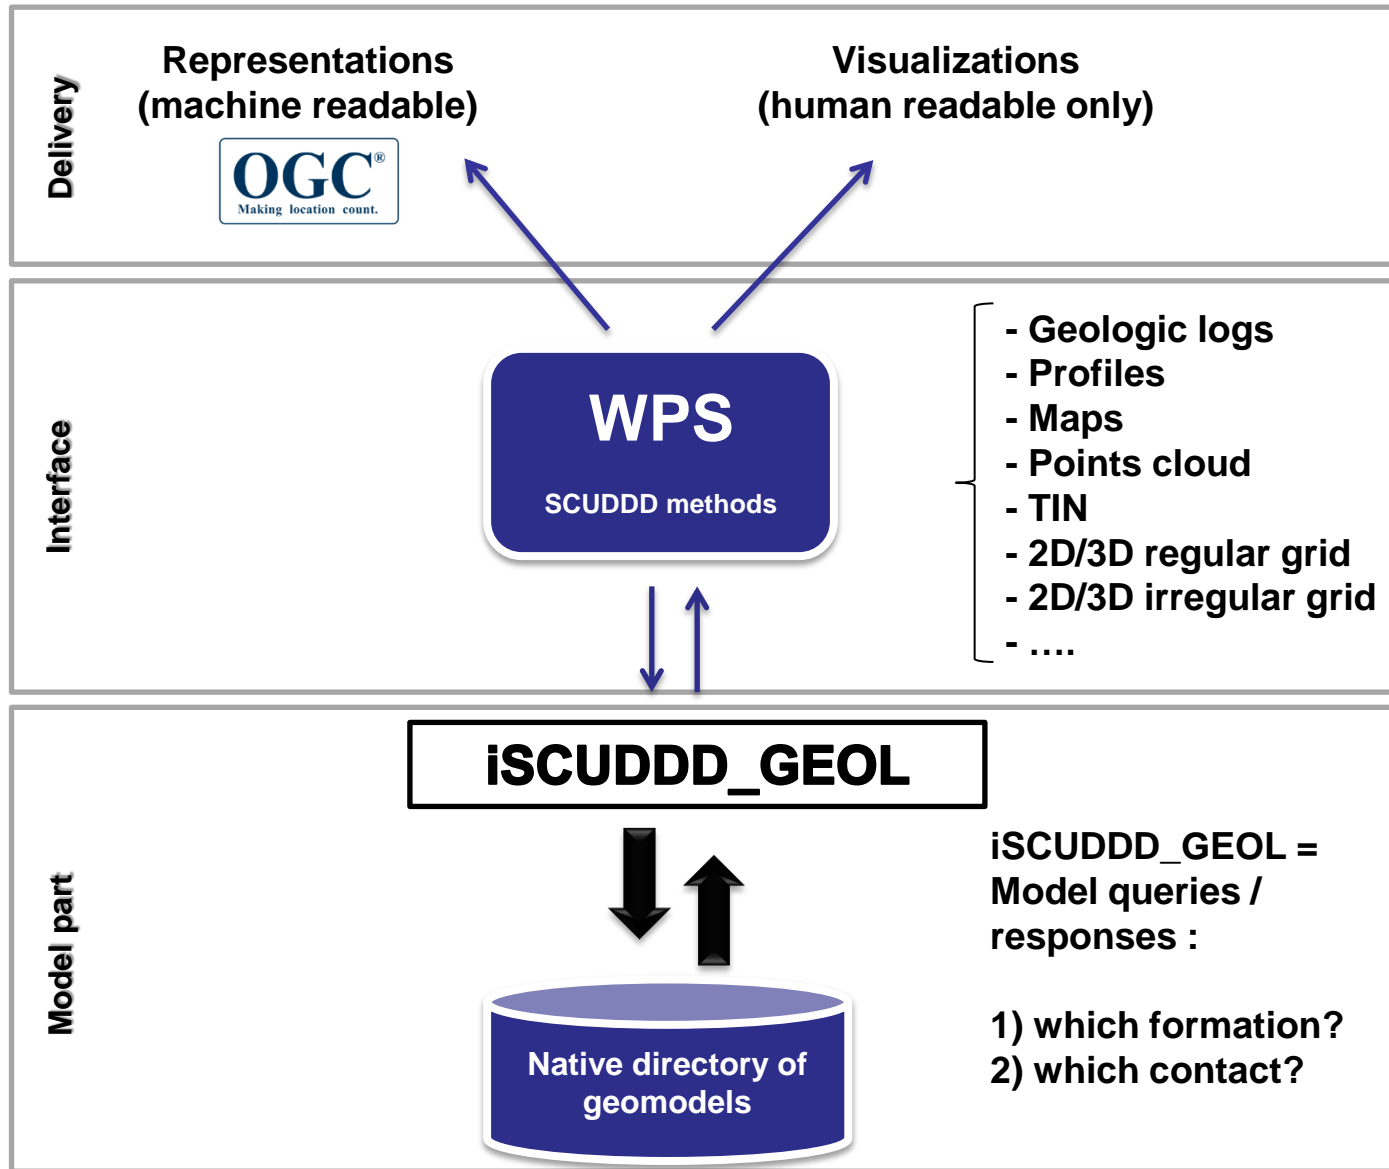 Delivery
Representations
(machine readable)
OGC®
Making location count.
Visualizations
(human readable only)
Interface
WPS
SCUDDD methods
- Geologic logs
- Profiles
- Maps
- Points cloud
- TIN
- 2D/3D regular grid
- 2D/3D irregular grid
- ....
Model part
iSCUDDD_GEOL
Native directory of
geomodels
iSCUDDD_GEOL =
Model queries /
responses :
1) which formation?
2) which contact?